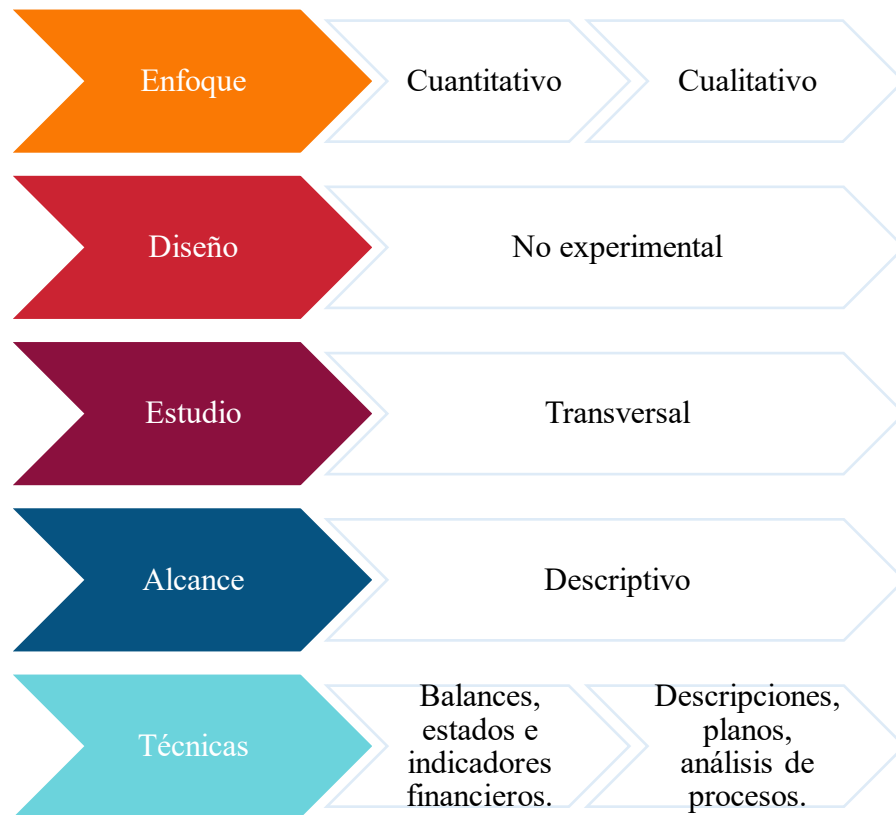 Enfoque
Cuantitativo
Cualitativo
Diseño
No experimental
Estudio
Transversal
Alcance
Descriptivo
Técnicas
Balances,
estados e
indicadores
financieros.
Descripciones,
planos,
análisis de
procesos.